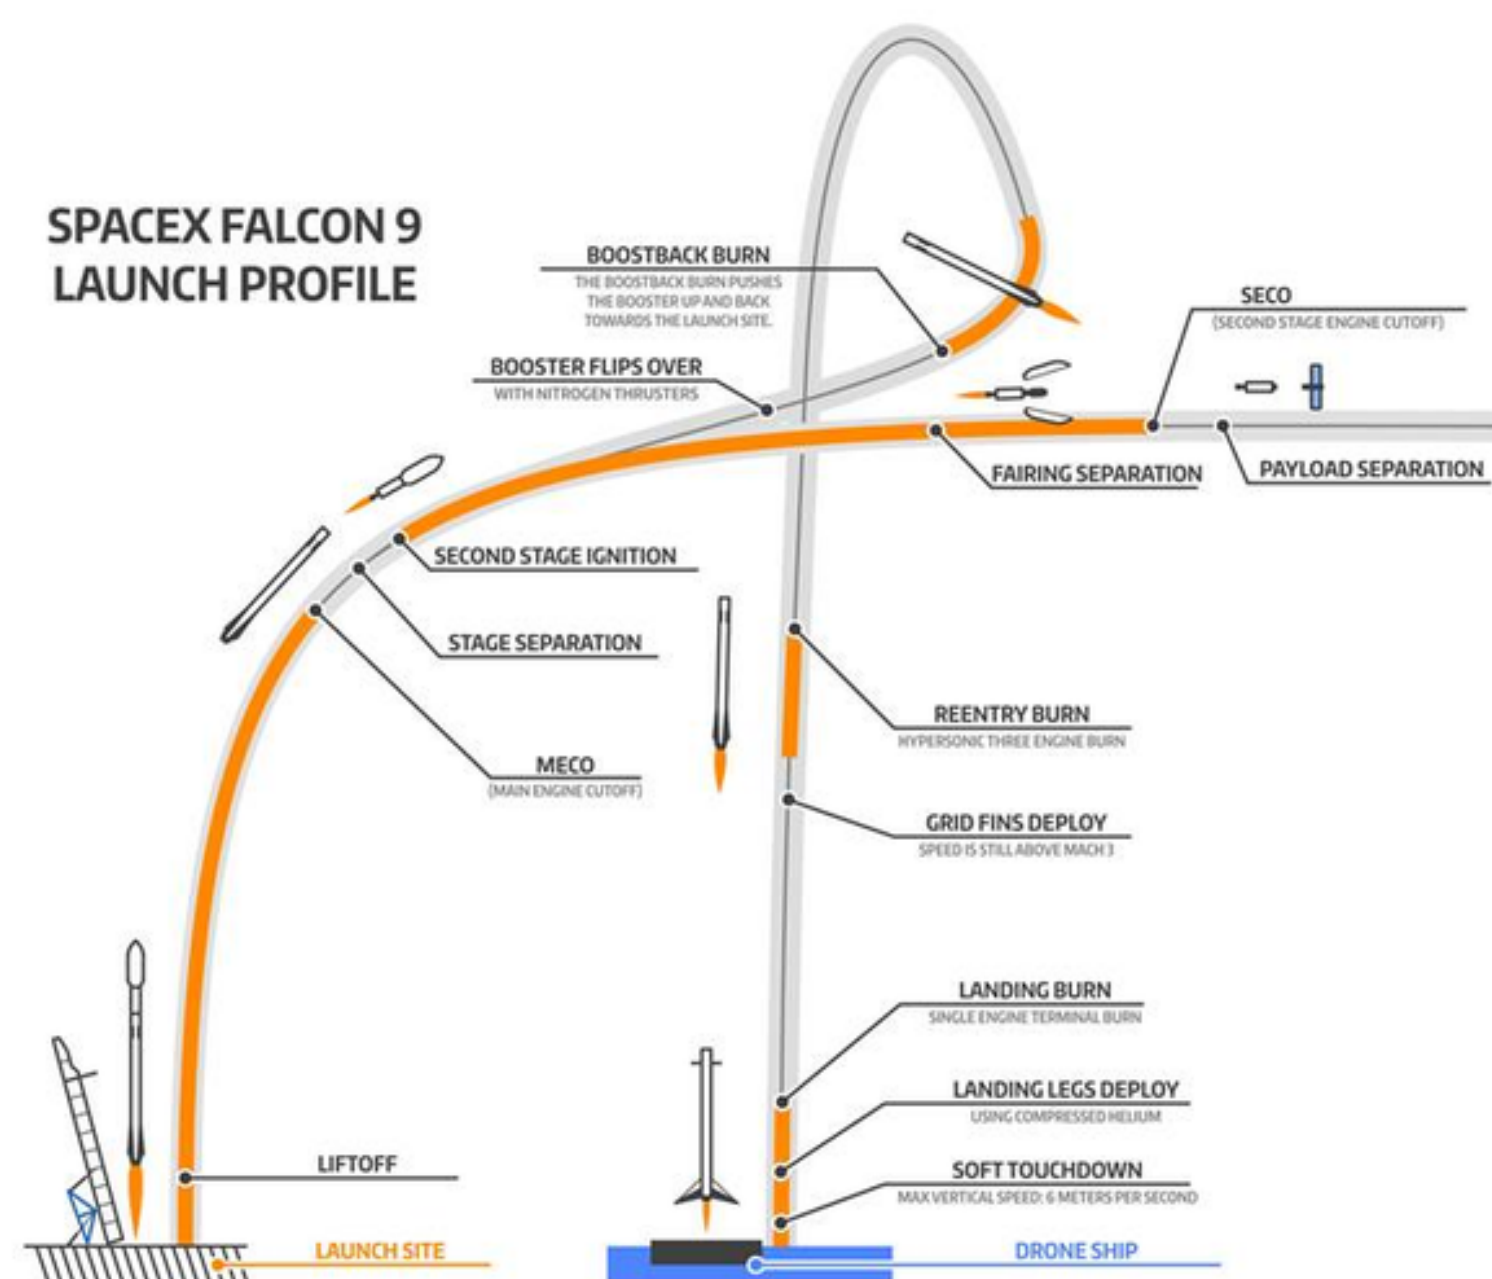 SPACEX FALCON 9
LAUNCH PROFILE
BOOSTBACK BURN
THE BOOSTBACK BURN PUSHES
THE BOOSTER UP AND BACK
TOWARDS THE LAUNCH SITE.
SECO
(SECOND STAGE ENGINE CUTOFF)
BOOSTER FLIPS OVER
WITH NITROGEN THRUSTERS
FAIRING SEPARATION
PAYLOAD SEPARATION
SECOND STAGE IGNITION
STAGE SEPARATION
MECO
(MAIN ENGINE CUTOFF)
REENTRY BURN
HYPERSONIC THREE ENGINE BURN
GRID FINS DEPLOY
SPEED IS STILL ABOVE MACH 3
LANDING BURN
SINGLE ENGINE TERMINAL BURN
LANDING LEGS DEPLOY
USING COMPRESSED HELIUM
LIFTOFF
SOFT TOUCHDOWN
MAX VERTICAL SPEED: 6 METERS PER SECOND
LAUNCH SITE
DRONE SHIP